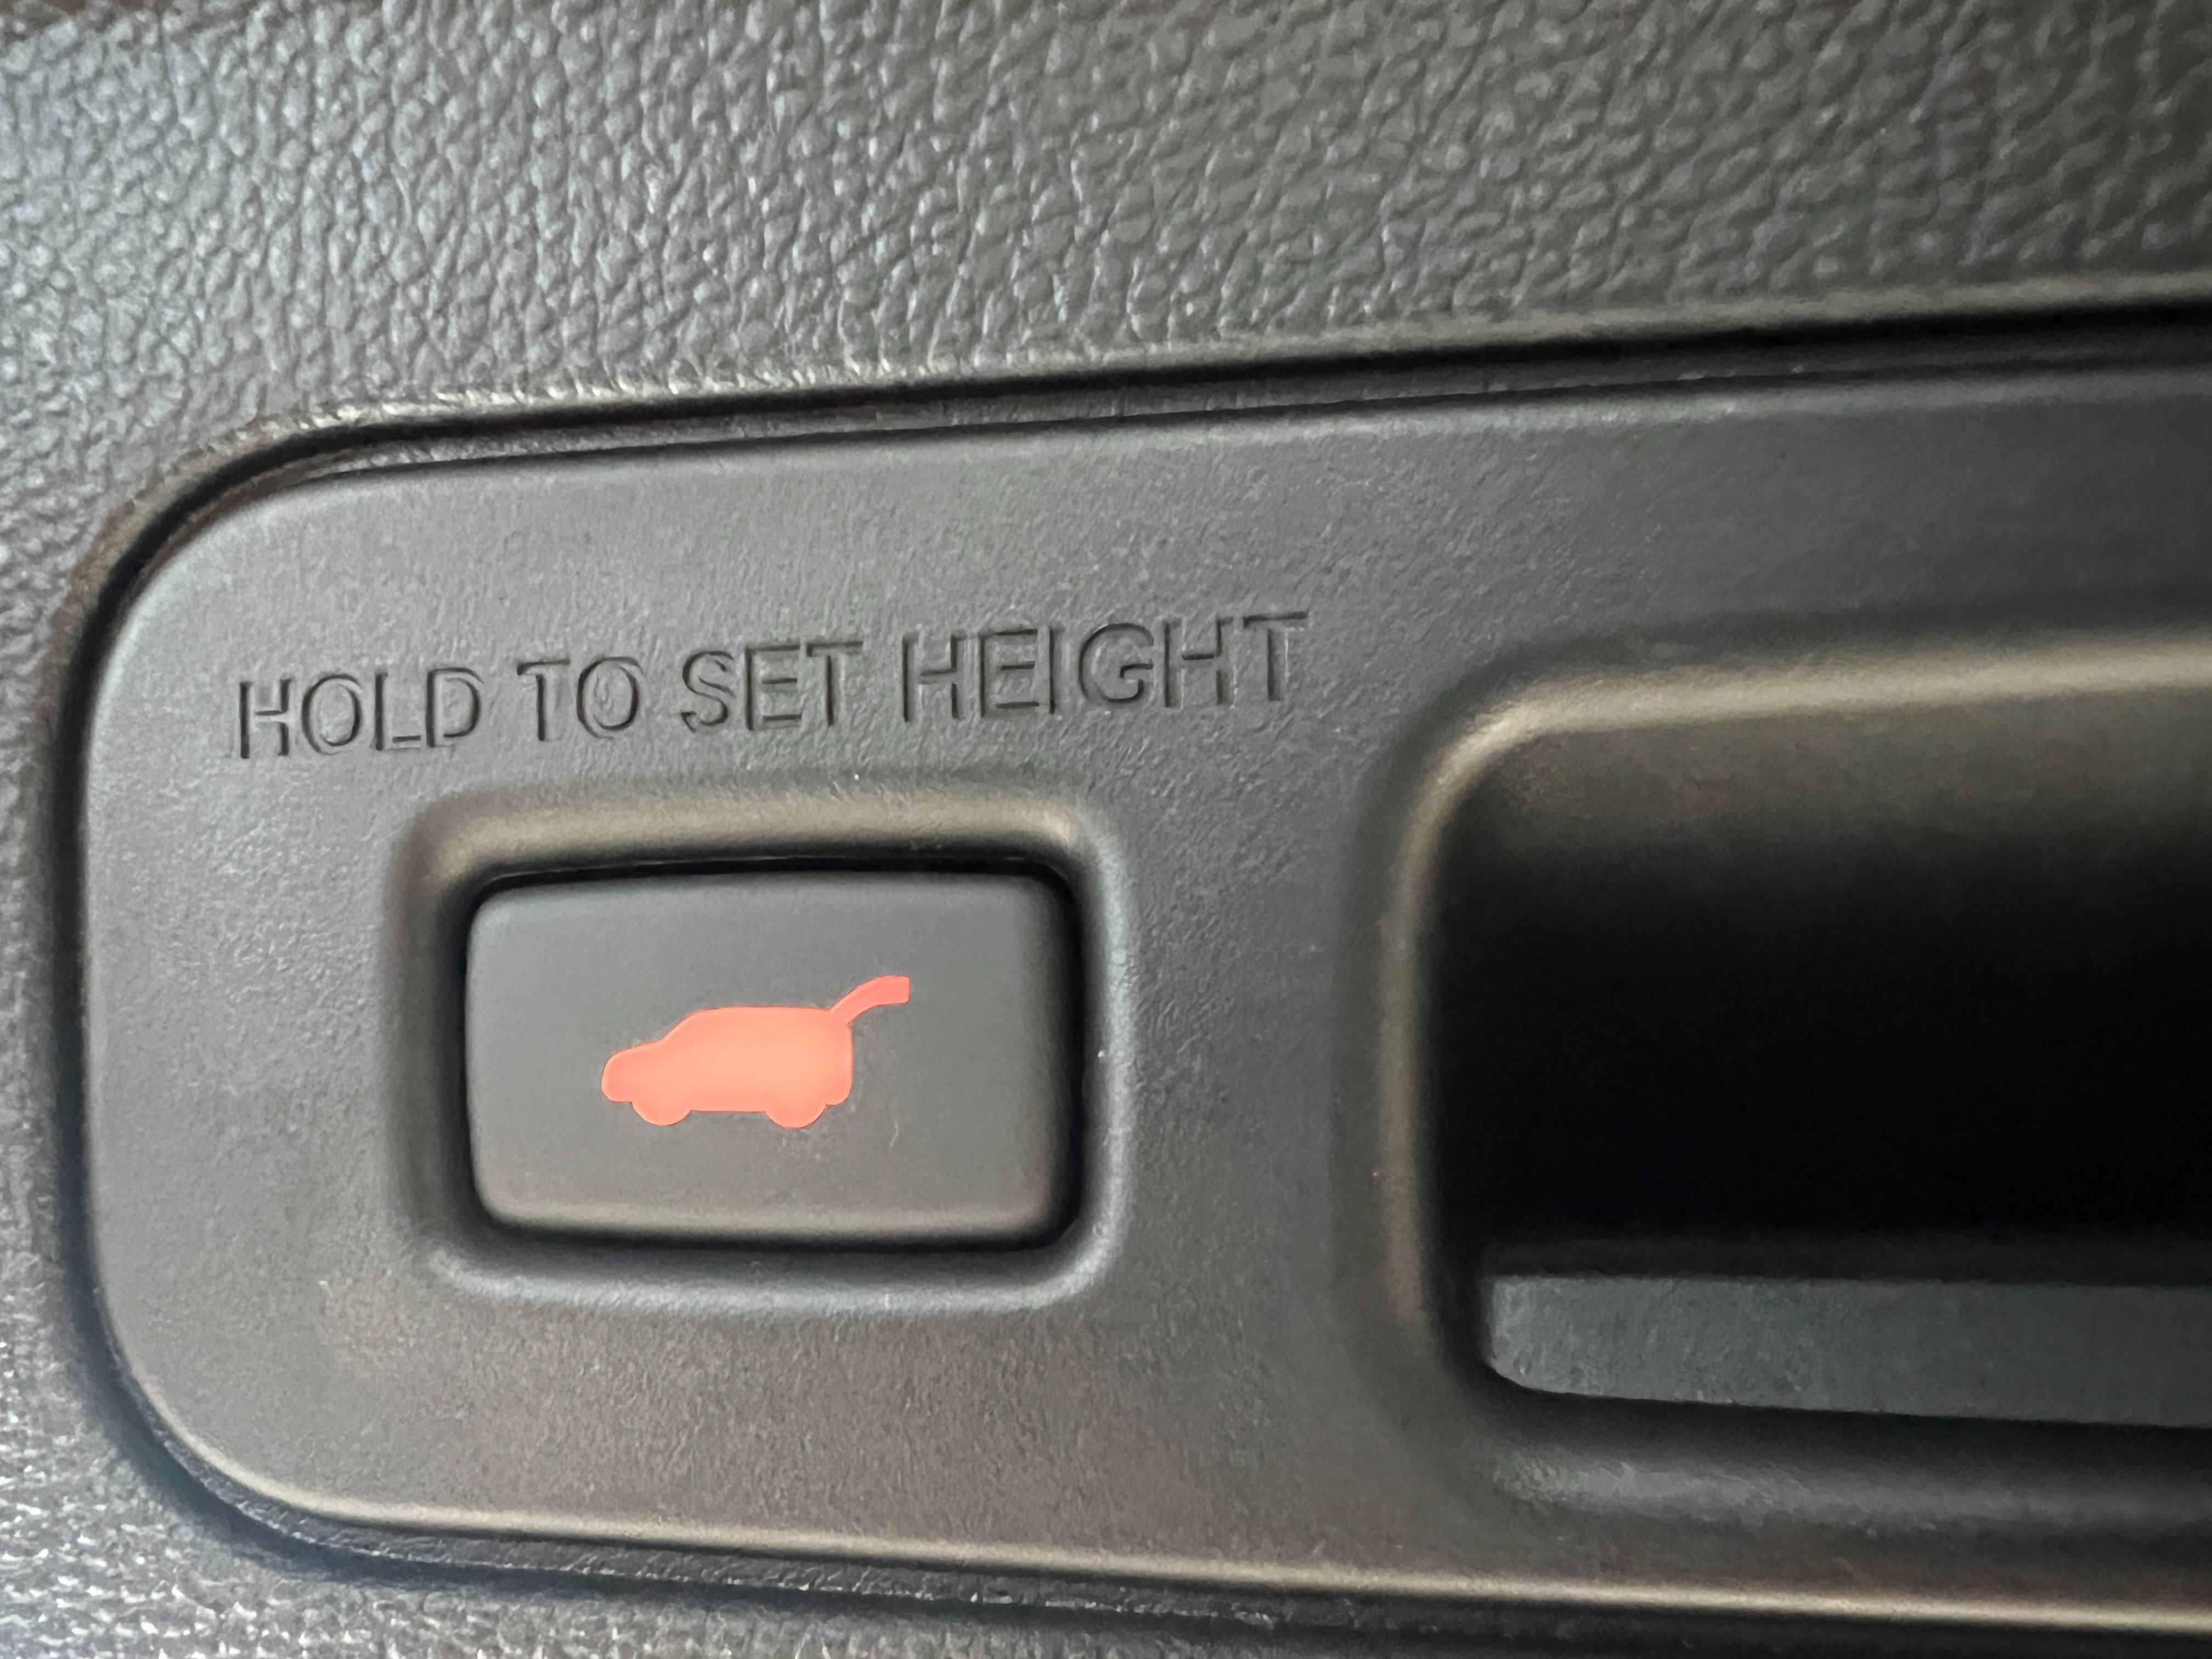 HOLD TO SET HEIGHT